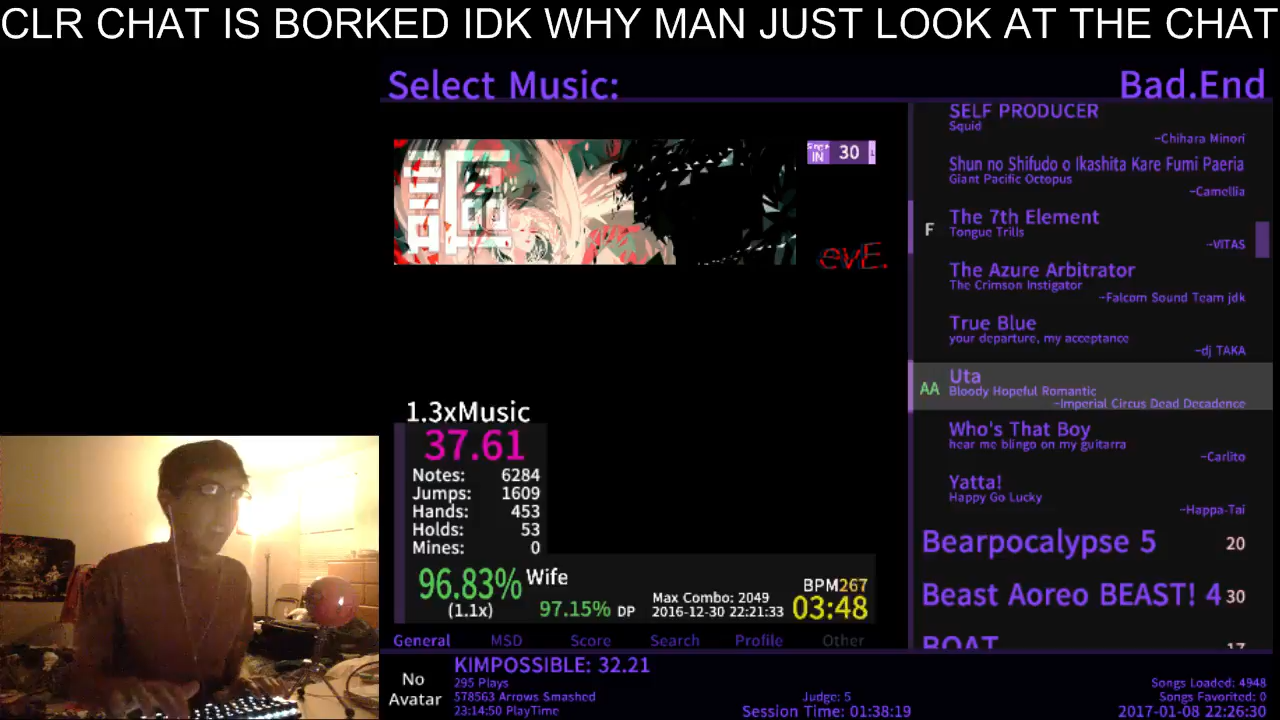 CLR CHAT IS BORKED IDK WHY MAN JUST LOOK AT THE CHAT
Select Music:
Bad.End
IN
30
evE.
1.3xMusic
37.61
Notes: 6284
Jumps: 1609
Hands: 453
Holds: 53
Mines: 0
96.83% Wife
(1.1x)
97.15% DP
Max Combo: 2049
2016-12-30 22:21:33
BPM267
03:48
General MSD Score Search Profile Other
SELF PRODUCER
Squid
~Chihara Minori
Shun no Shifudo o Ikashita Kare Fumi Paeria
Giant Pacific Octopus
~Camellia
F
The 7th Element
Tongue Trills
~VITAS
The Azure Arbitrator
The Crimson Instigator
~Falcom Sound Team jdk
True Blue
your departure, my acceptance
~dj TAKA
AA
Uta
Bloody Hopeful Romantic
~Imperial Circus Dead Decadence
Who's That Boy
hear me blingo on my guitarra
~Carlito
Yatta!
Happy Go Lucky
~Happa-Tai
Bearpocalypse 5 20
Beast Aoreo BEAST! 4 30
BOAT 17
No
Avatar
KIMPOSSIBLE: 32.21
295 Plays
578563 Arrows Smashed
23:14:50 PlayTime
Judge: 5
Session Time: 01:38:19
Songs Loaded: 4948
Songs Favorited: 0
2017-01-08 22:26:30